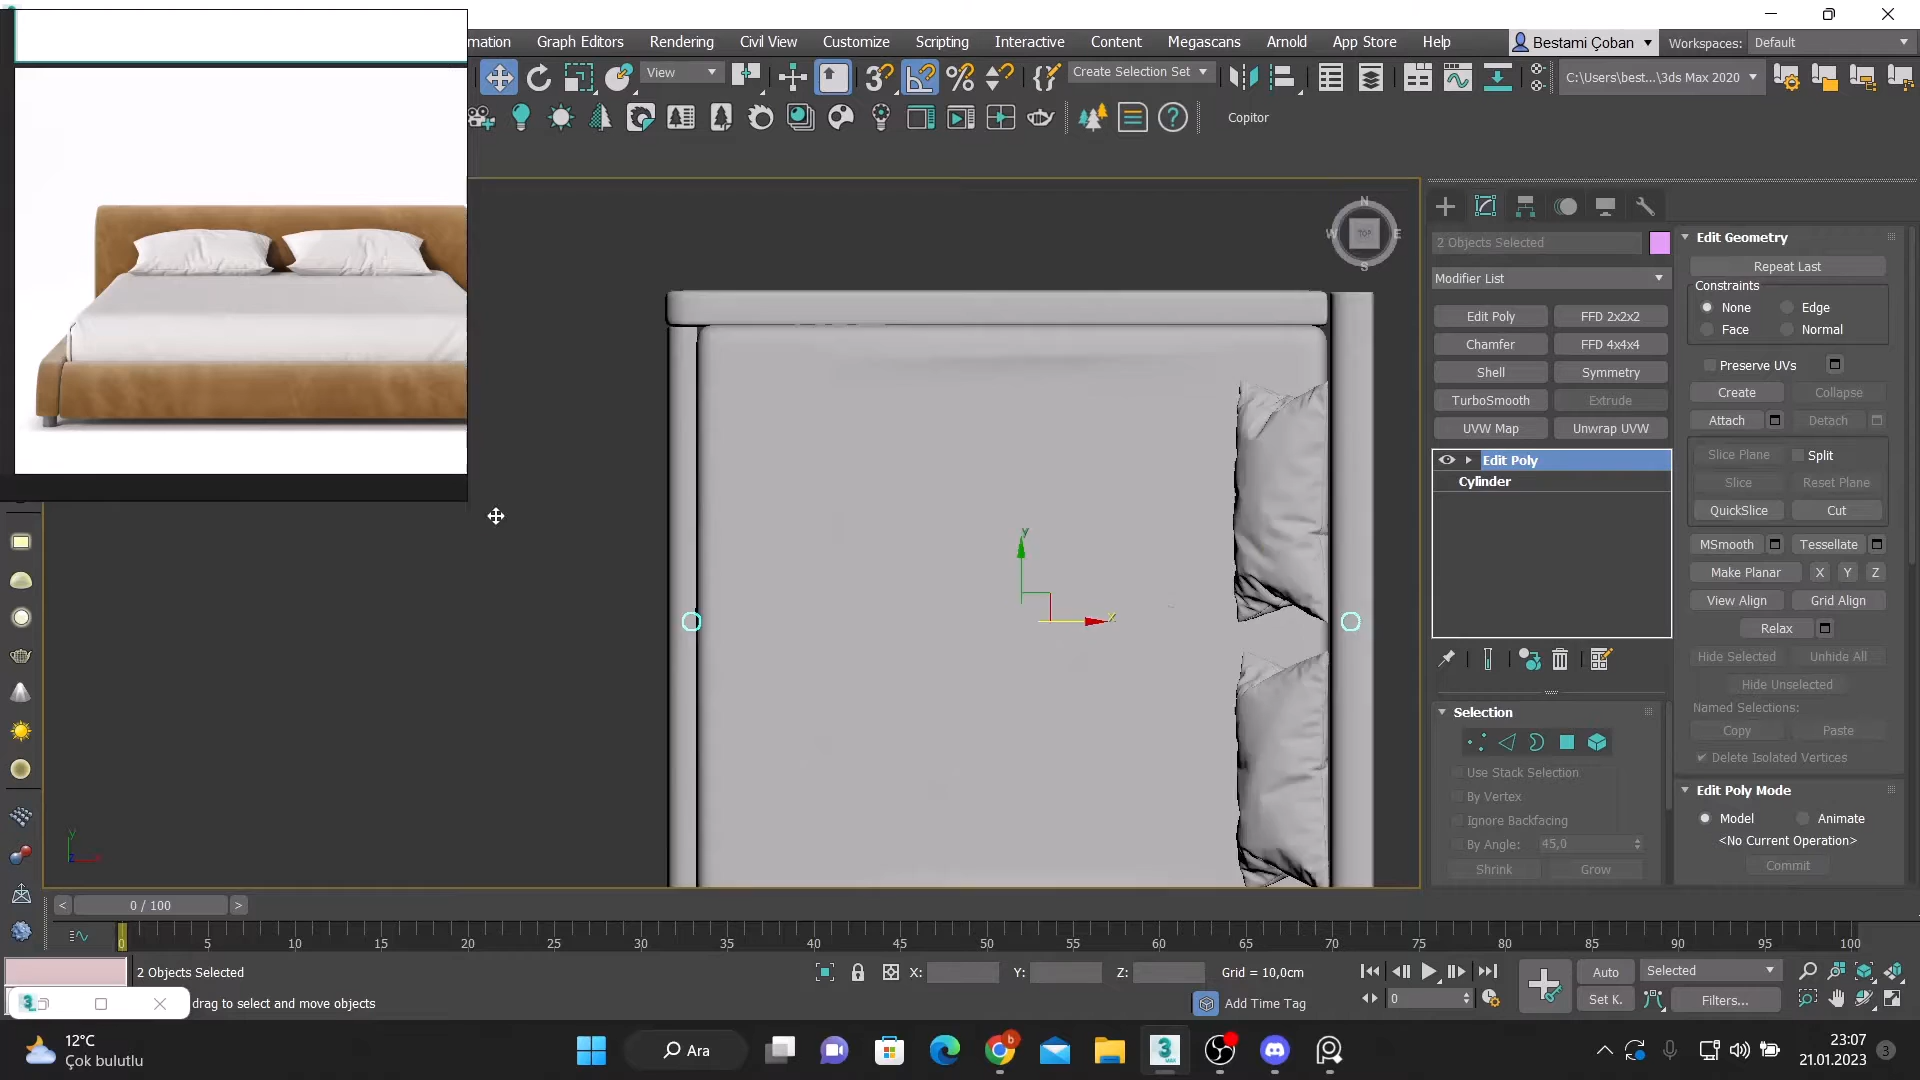 mation Graph Editors Rendering Civil View Customize Scripting Interactive Content Megascans Arnold App Store Help Bestami Çoban Workspaces: Default
View Create Selection Set C:\Users\best...\3ds Max 2020
Copitor
N
W TOP E
S
2 Objects Selected
Modifier List
Edit Poly FFD 2x2x2
Chamfer FFD 4x4x4
Shell Symmetry
TurboSmooth Extrude
UVW Map Unwrap UVW
Edit Poly
Cylinder
Selection
Use Stack Selection
By Vertex
Ignore Backfacing
By Angle: 45,0
Shrink Grow
Edit Geometry
Repeat Last
Constraints
None Edge
Face Normal
Preserve UVs
Create Collapse
Attach Detach
Slice Plane Split
Slice Reset Plane
QuickSlice Cut
MSmooth Tessellate
Make Planar X Y Z
View Align Grid Align
Relax
Hide Selected Unhide All
Hide Unselected
Named Selections:
Copy Paste
Delete Isolated Vertices
Edit Poly Mode
Model Animate
<No Current Operation>
Commit
y
x
y
z
< 0 / 100 >
0 5 10 15 20 25 30 35 40 45 50 55 60 65 70 75 80 85 90 95 100
2 Objects Selected X: Y: Z: Grid = 10,0cm Auto Selected
drag to select and move objects Add Time Tag 0 Set K. Filters...
12°C
Çok bulutlu
Ara
23:07
21.01.2023
3